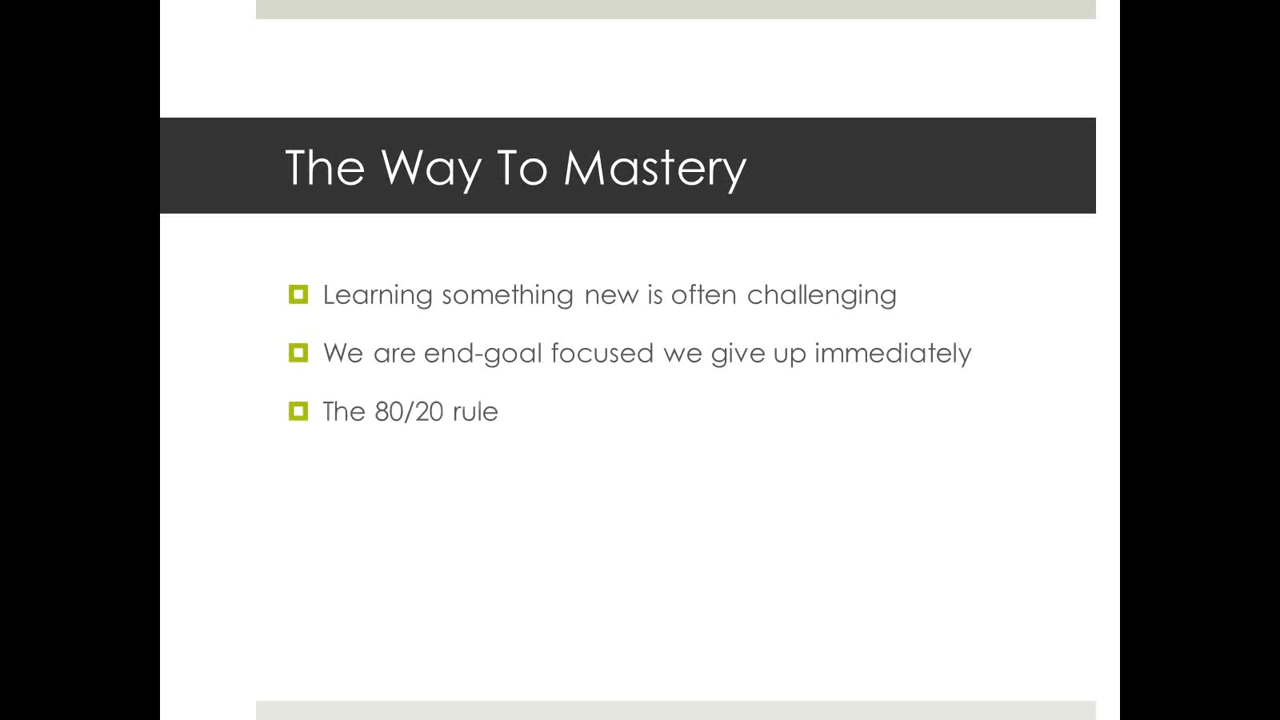 The Way To Mastery
Learning something new is often challenging
We are end-goal focused we give up immediately
The 80/20 rule